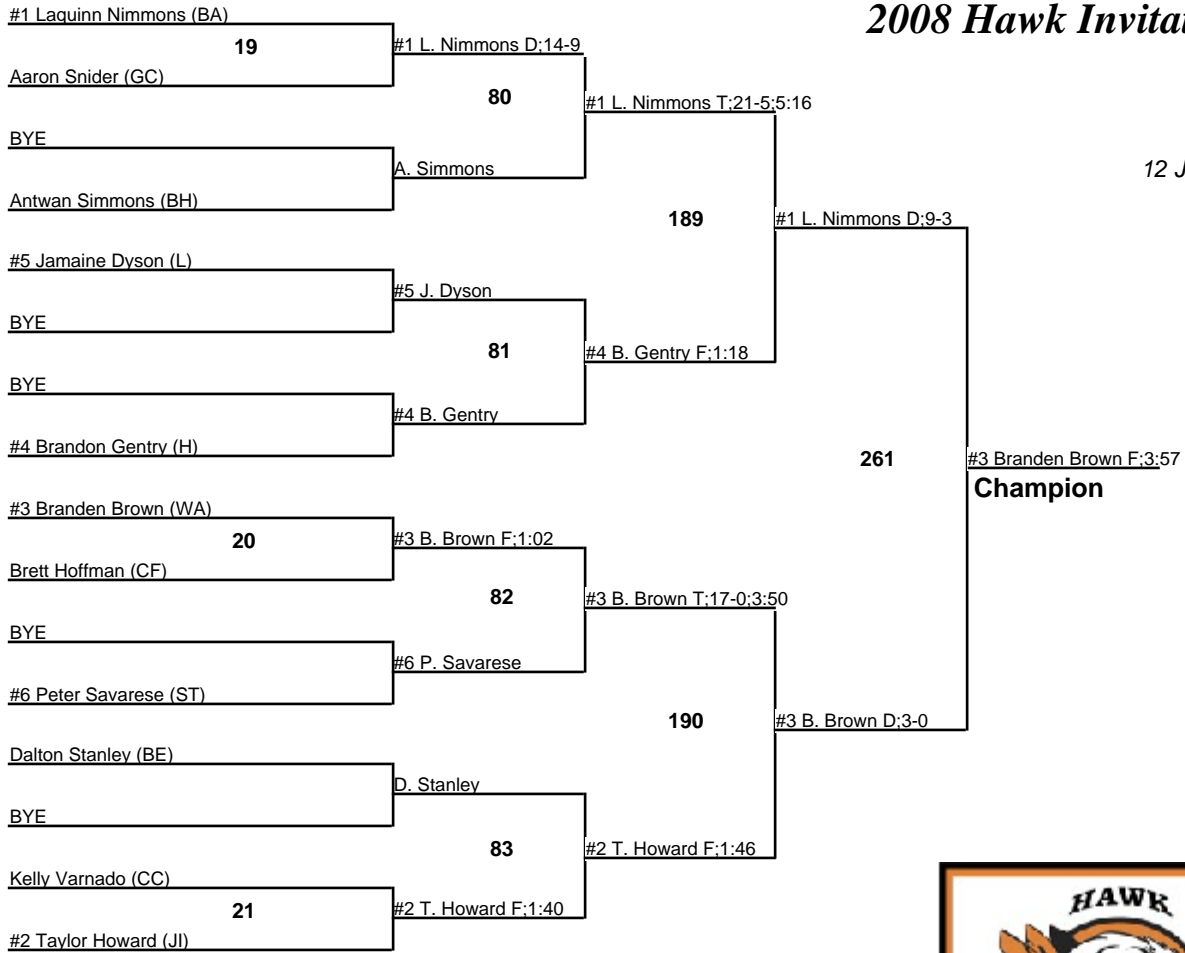 2008 Hawk Invita
12 J
#1 Laquinn Nimmons (BA)
19
Aaron Snider (GC)
BYE
Antwan Simmons (BH)
#5 Jamaine Dyson (L)
BYE
BYE
#4 Brandon Gentry (H)
#3 Branden Brown (WA)
20
Brett Hoffman (CF)
BYE
#6 Peter Savarese (ST)
Dalton Stanley (BE)
BYE
Kelly Varnado (CC)
21
#2 Taylor Howard (JI)
#1 L. Nimmons D;14-9
80
A. Simmons
#5 J. Dyson
81
#4 B. Gentry
#3 B. Brown F;1:02
82
#6 P. Savarese
D. Stanley
83
#2 T. Howard F;1:40
#1 L. Nimmons T;21-5;5:16
189
#4 B. Gentry F;1:18
#3 B. Brown T;17-0;3:50
190
#2 T. Howard F;1:46
#1 L. Nimmons D;9-3
261
#3 B. Brown D;3-0
#3 Branden Brown F;3:57
Champion
HAWK